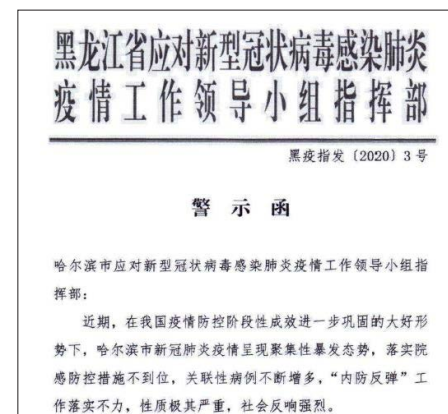 黑龙江省应对新型冠状病毒感染肺炎
疫情工作领导小组指挥部
黑疫指发〔2020〕3号
警示函
哈尔滨市应对新型冠状病毒感染肺炎疫情工作领导小组指
挥部：
近期，在我国疫情防控阶段性成效进一步巩固的大好形
势下，哈尔滨市新冠肺炎疫情呈现聚集性暴发态势，落实院
感防控措施不到位，关联性病例不断增多，“内防反弹”工
作落实不力，性质极其严重，社会反响强烈。